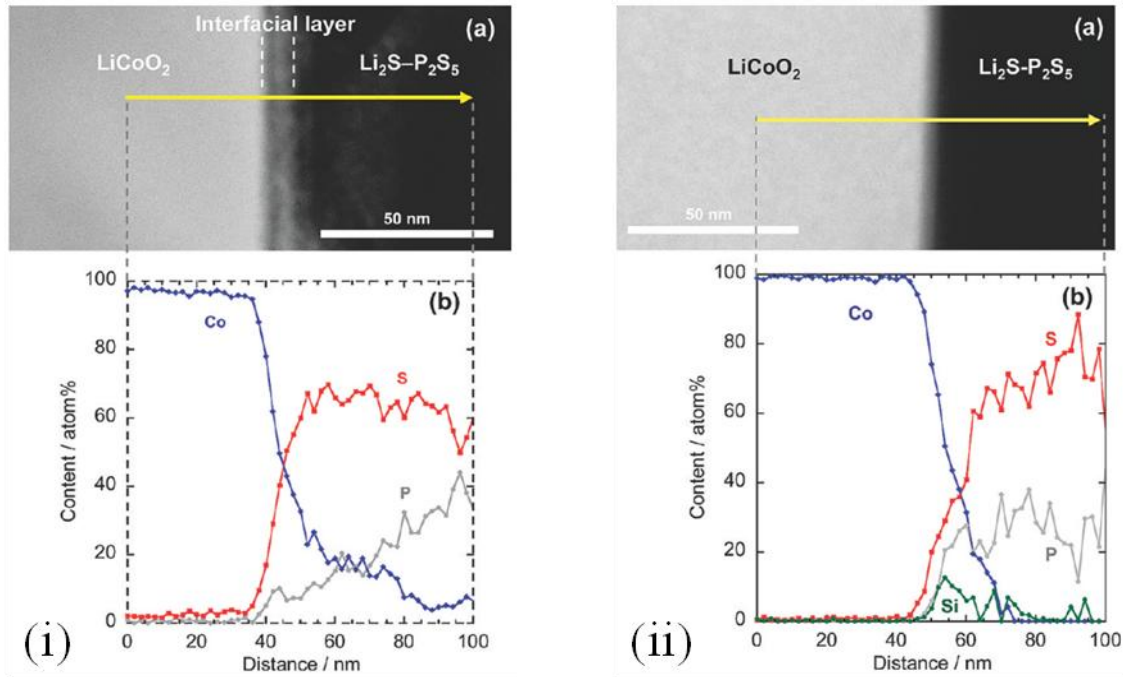 Interfacial layer
(a)
LiCoO₂
Li₂S–P₂S₅
50 nm
(b)
100
80
60
40
20
0
Content / atom%
Co
S
P
0 20 40 60 80 100
Distance / nm
(i)
(a)
LiCoO₂
Li₂S-P₂S₅
50 nm
(b)
100
80
60
40
20
0
Content / atom%
Co
S
P
Si
0 20 40 60 80 100
Distance / nm
(ii)